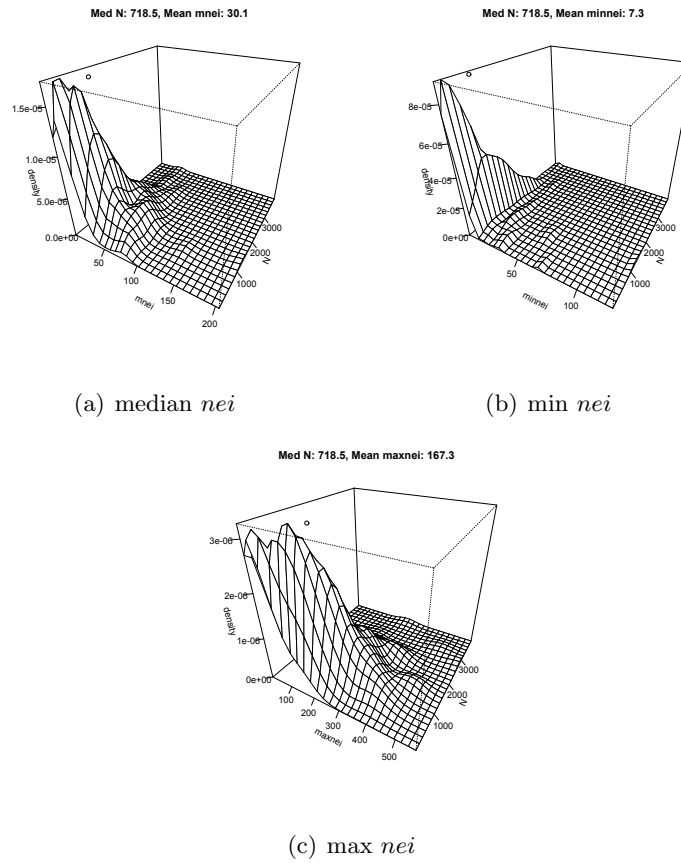 Med N: 718.5, Mean mnei: 30.1
1.5e-05
1.0e-05
5.0e-06
0.0e+00
density
50
100
150
200
mnei
1000
2000
3000
N
(a) median nei
Med N: 718.5, Mean minnei: 7.3
8e-05
6e-05
4e-05
2e-05
0e+00
density
50
100
minnei
1000
2000
3000
N
(b) min nei
Med N: 718.5, Mean maxnei: 167.3
3e-06
2e-06
1e-06
0e+00
density
100
200
300
400
500
maxnei
1000
2000
3000
N
(c) max nei